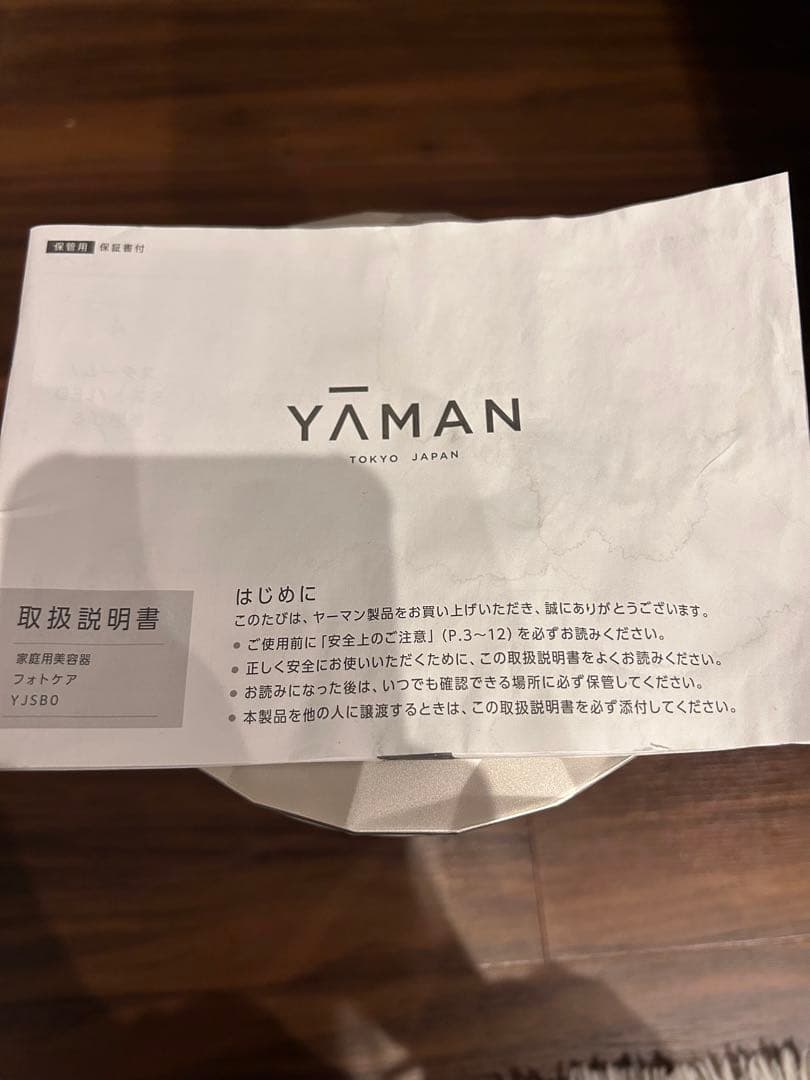 保管用 保証書付
YAMAN
TOKYO JAPAN
取扱説明書
家庭用美容器
フォトケア
YJSB0
はじめに
このたびは、ヤーマン製品をお買い上げいただき、誠にありがとうございます。
● ご使用前に「安全上のご注意」（P.3〜12）を必ずお読みください。
● 正しく安全にお使いいただくために、この取扱説明書をよくお読みください。
● お読みになった後は、いつでも確認できる場所に必ず保管してください。
● 本製品を他の人に譲渡するときは、この取扱説明書を必ず添付してください。